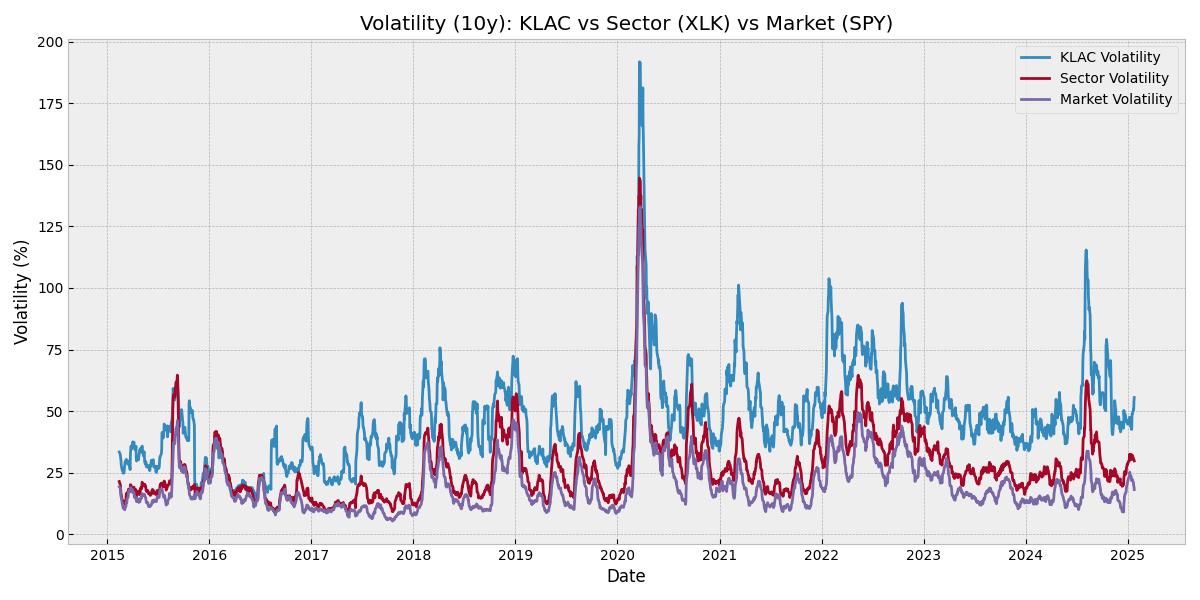 Volatility (10y): KLAC vs Sector (XLK) vs Market (SPY)
KLAC Volatility
Sector Volatility
Market Volatility
Volatility (%)
200
175
150
125
100
75
50
25
0
2015 2016 2017 2018 2019 2020 2021 2022 2023 2024 2025
Date